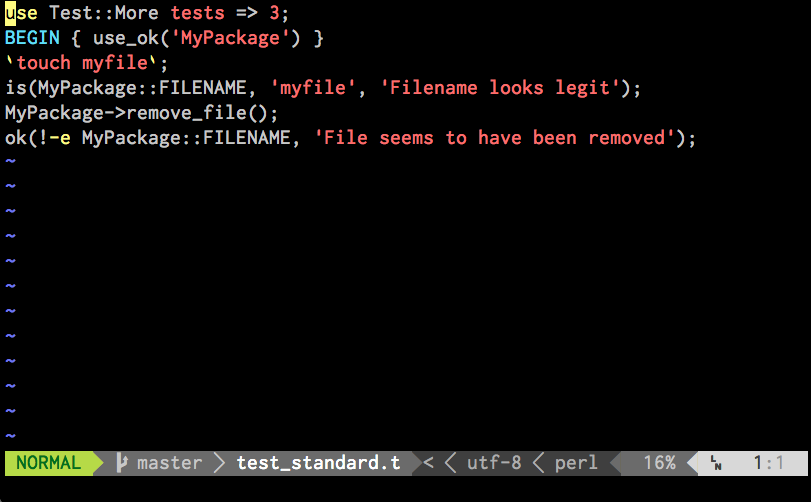 use Test::More tests => 3;
BEGIN { use_ok('MyPackage') }
`touch myfile`;
is(MyPackage::FILENAME, 'myfile', 'Filename looks legit');
MyPackage->remove_file();
ok(!-e MyPackage::FILENAME, 'File seems to have been removed');
~
~
~
~
~
~
~
~
~
~
~
~
NORMAL master test_standard.t < utf-8 perl 16% LN 1:1